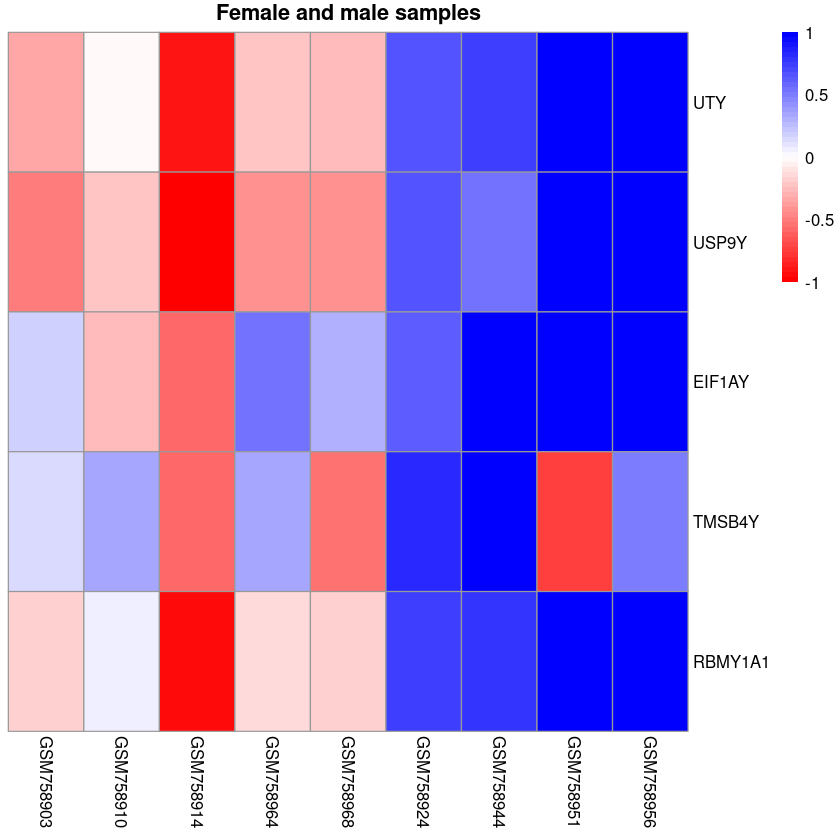 Female and male samples
1
0.5
0
-0.5
-1
UTY
USP9Y
EIF1AY
TMSB4Y
RBMY1A1
GSM758903
GSM758910
GSM758914
GSM758964
GSM758968
GSM758924
GSM758944
GSM758951
GSM758956